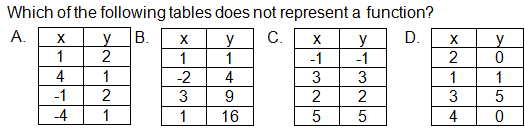 Which of the following tables does not represent a function?
A. x y B. x y C. x y D. x y
1 2 1 1 -1 -1 2 0
4 1 -2 4 3 3 1 1
-1 2 3 9 2 2 3 5
-4 1 1 16 5 5 4 0